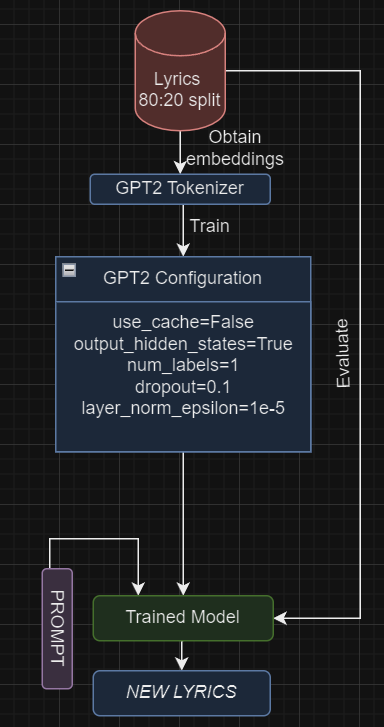 Lyrics
80:20 split
Obtain
embeddings
GPT2 Tokenizer
Train
GPT2 Configuration
use_cache=False
output_hidden_states=True
num_labels=1
dropout=0.1
layer_norm_epsilon=1e-5
Evaluate
PROMPT
Trained Model
NEW LYRICS